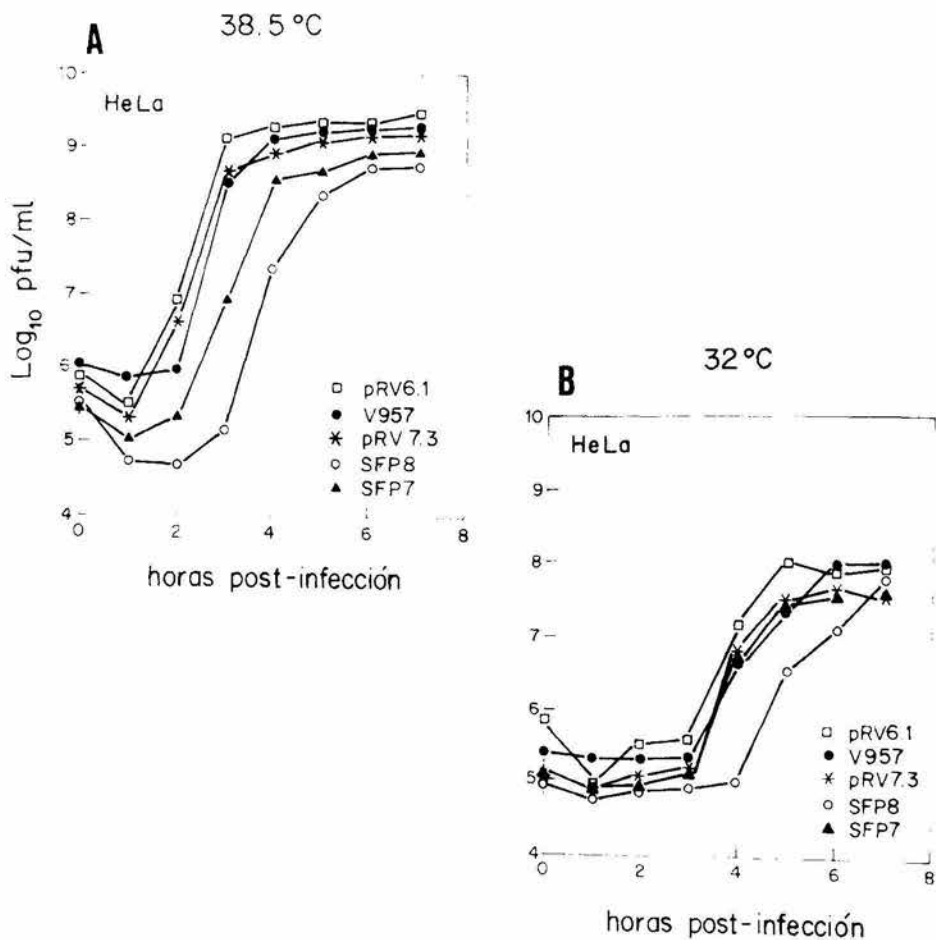 A
38.5 °C
10
HeLa
9
8
7
6
5
4
Log10 pfu/ml
□ pRV6.1
● V957
✳ pRV 7.3
○ SFP8
▲ SFP7
0 2 4 6 8
horas post-infección
B
32 °C
10
HeLa
9
8
7
6
5
4
□ pRV6.1
● V957
✳ pRV7.3
○ SFP8
▲ SFP7
0 2 4 6 8
horas post-infección